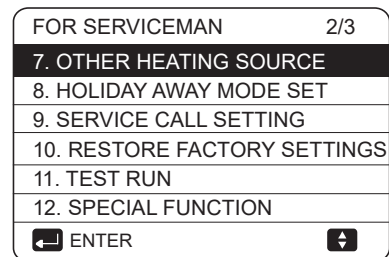 FOR SERVICEMAN 2/3
7. OTHER HEATING SOURCE
8. HOLIDAY AWAY MODE SET
9. SERVICE CALL SETTING
10. RESTORE FACTORY SETTINGS
11. TEST RUN
12. SPECIAL FUNCTION
ENTER